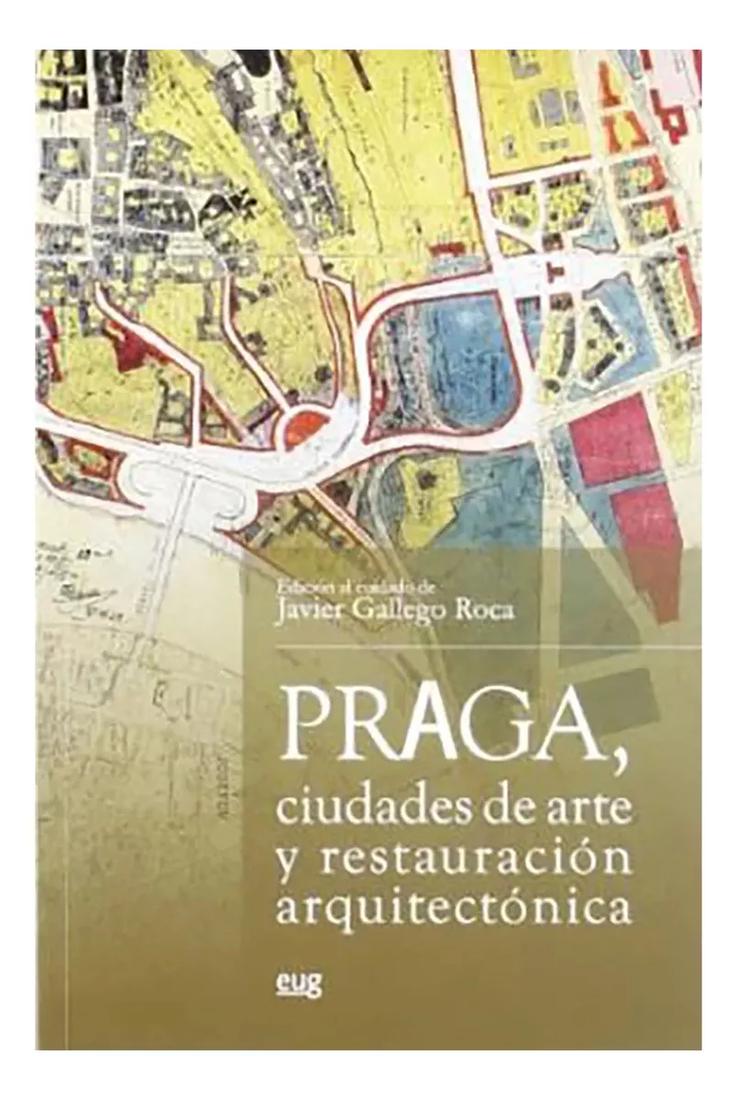 Edición al cuidado de
Javier Gallego Roca
PRAGA,
ciudades de arte
y restauración
arquitectónica
eug